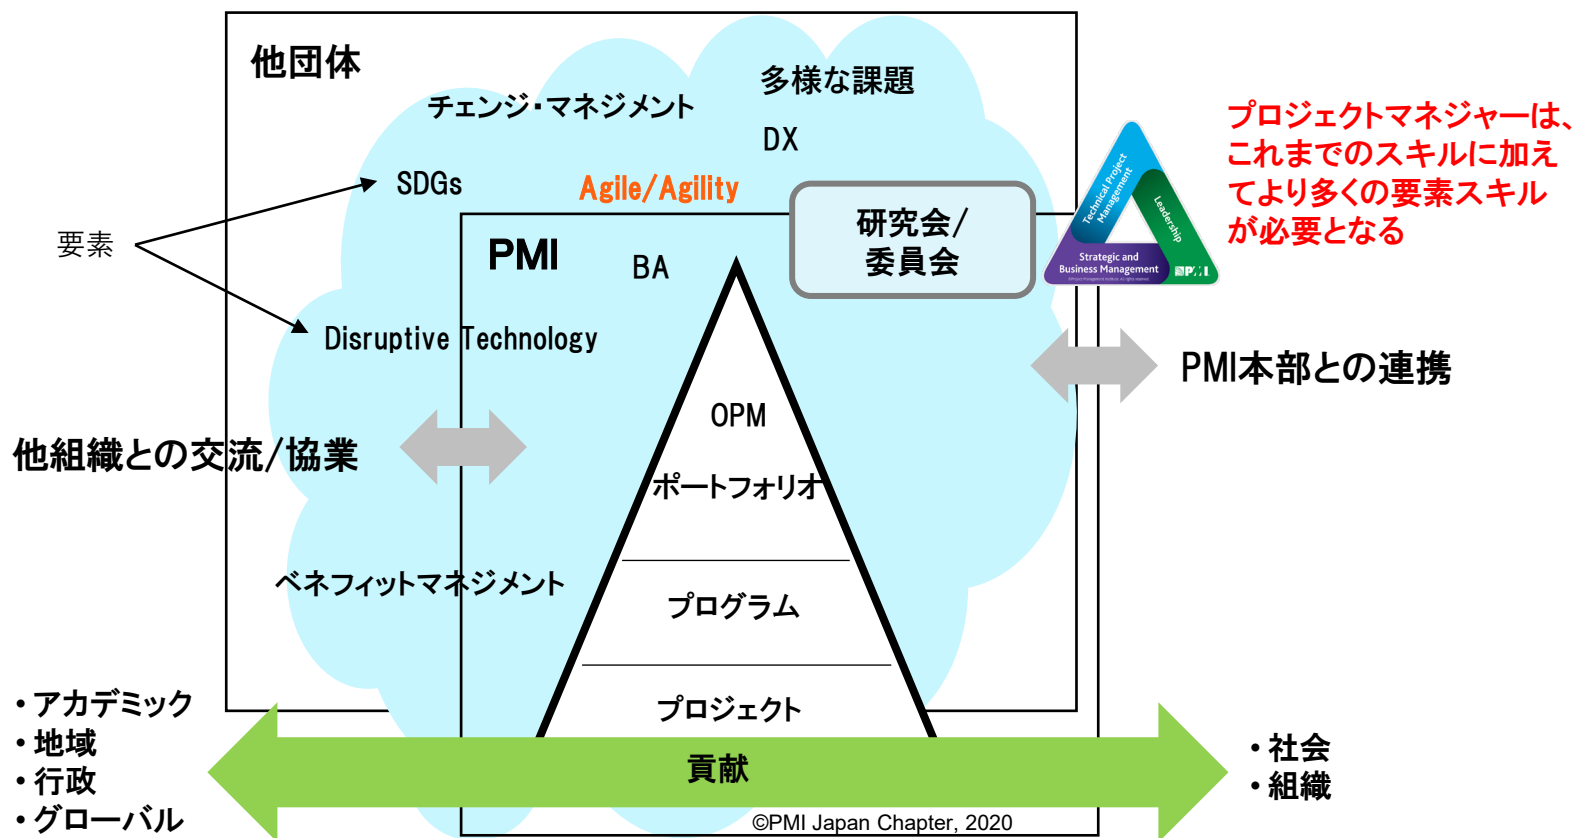 他団体
多様な課題
チェンジ・マネジメント
DX
プロジェクトマネジャーは、
これまでのスキルに加え
てより多くの要素スキル
が必要となる
Technical Project
Management
Leadership
Strategic and
Business Management
PMI
SDGs
Agile/Agility
研究会/
委員会
要素
PMI
BA
Disruptive Technology
PMI本部との連携
OPM
他組織との交流/協業
ポートフォリオ
ベネフィットマネジメント
プログラム
プロジェクト
・アカデミック
・地域
・行政
・グローバル
貢献
・社会
・組織
©PMI Japan Chapter, 2020